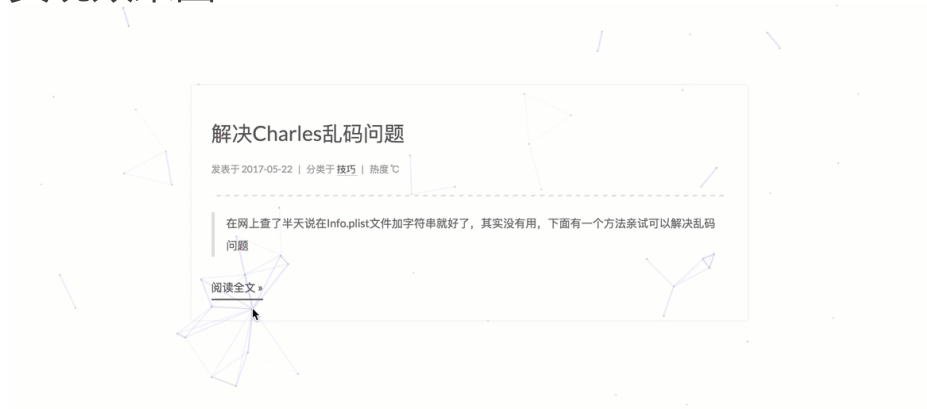 解决Charles乱码问题
发表于 2017-05-22 | 分类于 技巧 | 热度 ℃
在网上查了半天说在Info.plist文件加字符串就好了，其实没有用，下面有一个方法亲试可以解决乱码
问题
阅读全文 »